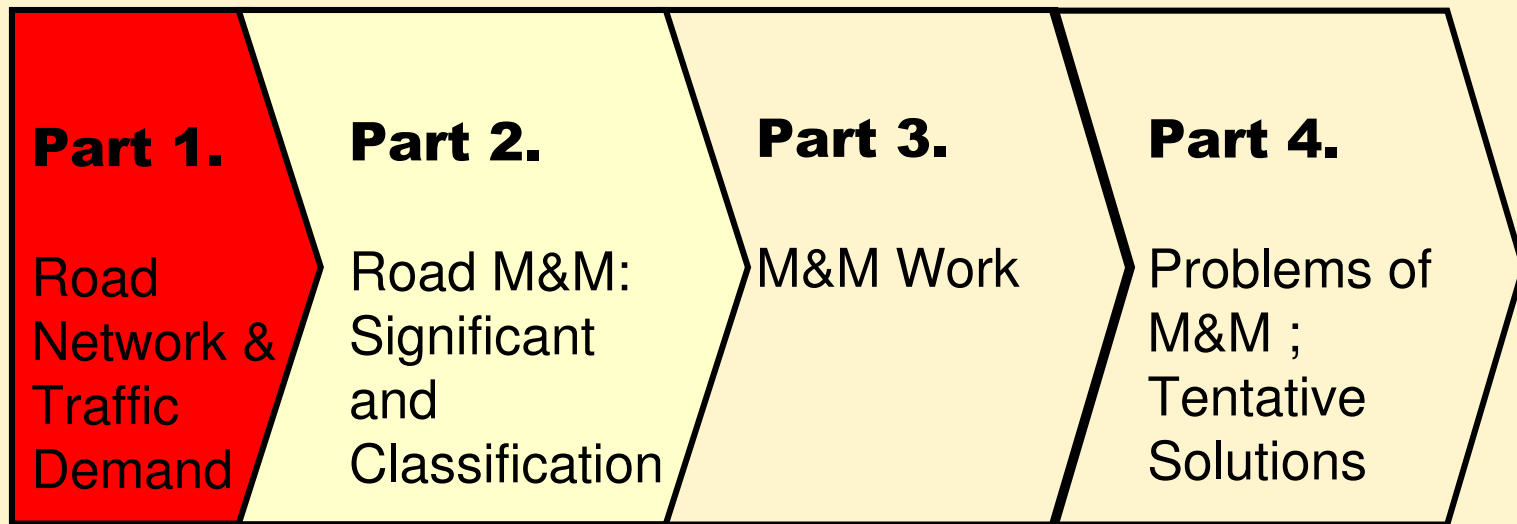 Part 1.
Road
Network &
Traffic
Demand
Part 2.
Road M&M:
Significant
and
Classification
Part 3.
M&M Work
Part 4.
Problems of
M&M ;
Tentative
Solutions